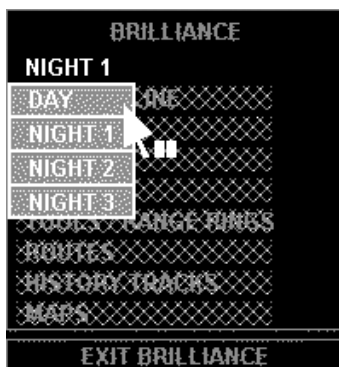 BRILLIANCE
NIGHT 1
DAY
NIGHT 1
NIGHT 2
NIGHT 3
RANGE RINGS
ROUTES
HISTORY TRACKS
MAPS
EXIT BRILLIANCE